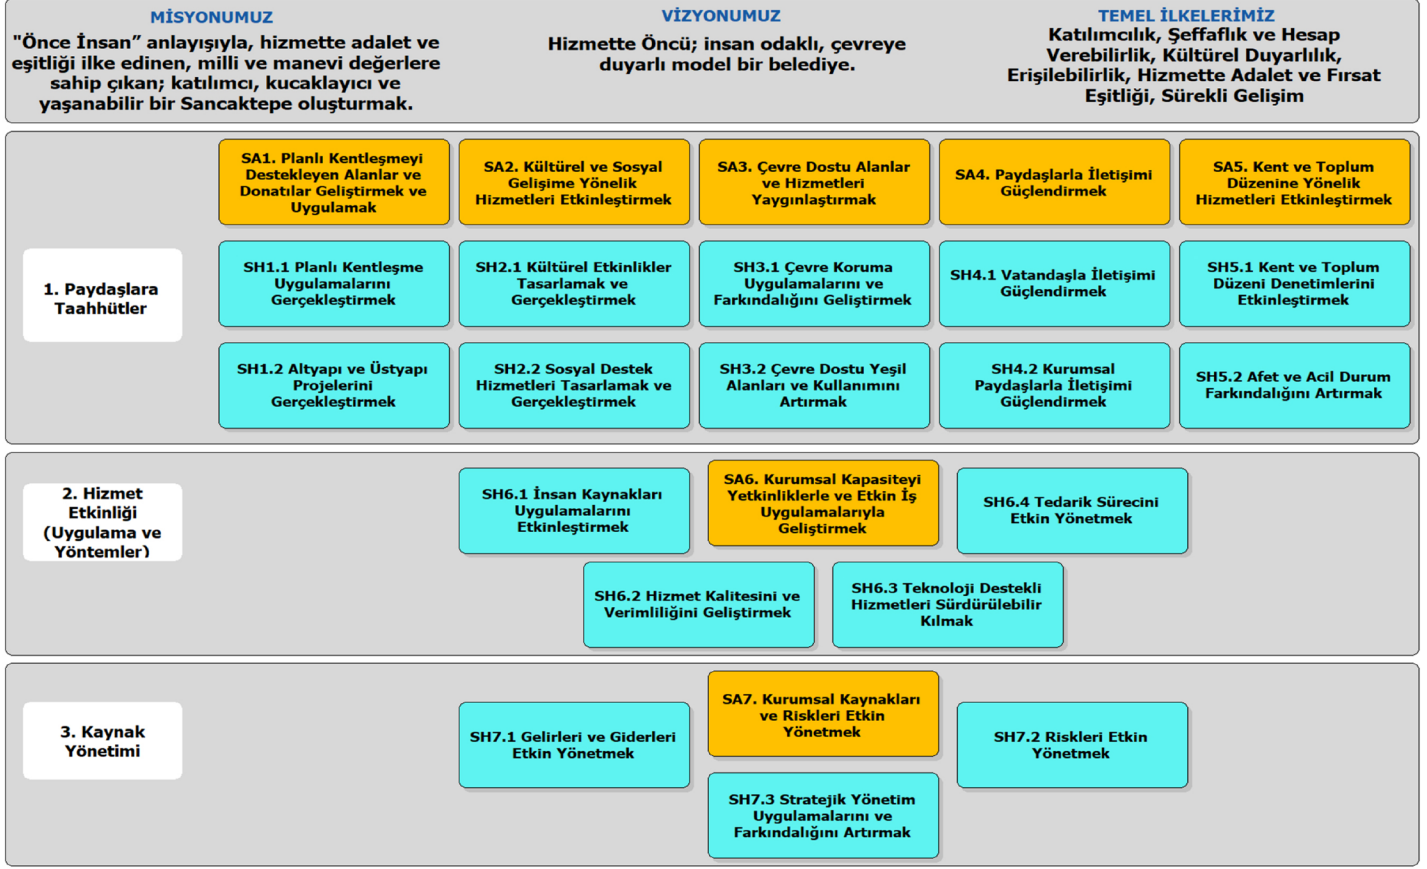 MİSYONUMUZ
"Önce İnsan” anlayışıyla, hizmette adalet ve
eşitliği ilke edinen, milli ve manevi değerlere
sahip çıkan; katılımcı, kucaklayıcı ve
yaşanabilir bir Sancaktepe oluşturmak.
VİZYONUMUZ
Hizmette Öncü; insan odaklı, çevreye
duyarlı model bir belediye.
TEMEL İLKELERİMİZ
Katılımcılık, Şeffaflık ve Hesap
Verebilirlik, Kültürel Duyarlılık,
Erişilebilirlik, Hizmette Adalet ve Fırsat
Eşitliği, Sürekli Gelişim
1. Paydaşlara
Taahhütler
SA1. Planlı Kentleşmeyi
Destekleyen Alanlar ve
Donatılar Geliştirmek ve
Uygulamak
SA2. Kültürel ve Sosyal
Gelişime Yönelik
Hizmetleri Etkinleştirmek
SA3. Çevre Dostu Alanlar
ve Hizmetleri
Yaygınlaştırmak
SA4. Paydaşlarla İletişimi
Güçlendirmek
SA5. Kent ve Toplum
Düzenine Yönelik
Hizmetleri Etkinleştirmek
SH1.1 Planlı Kentleşme
Uygulamalarını
Gerçekleştirmek
SH2.1 Kültürel Etkinlikler
Tasarlamak ve
Gerçekleştirmek
SH3.1 Çevre Koruma
Uygulamalarını ve
Farkındalığını Geliştirmek
SH4.1 Vatandaşla İletişimi
Güçlendirmek
SH5.1 Kent ve Toplum
Düzeni Denetimlerini
Etkinleştirmek
SH1.2 Altyapı ve Üstyapı
Projelerini
Gerçekleştirmek
SH2.2 Sosyal Destek
Hizmetleri Tasarlamak ve
Gerçekleştirmek
SH3.2 Çevre Dostu Yeşil
Alanları ve Kullanımını
Artırmak
SH4.2 Kurumsal
Paydaşlarla İletişimi
Güçlendirmek
SH5.2 Afet ve Acil Durum
Farkındalığını Artırmak
2. Hizmet
Etkinliği
(Uygulama ve
Yöntemler)
SH6.1 İnsan Kaynakları
Uygulamalarını
Etkinleştirmek
SA6. Kurumsal Kapasiteyi
Yetkinliklerle ve Etkin İş
Uygulamalarıyla
Geliştirmek
SH6.4 Tedarik Sürecini
Etkin Yönetmek
SH6.2 Hizmet Kalitesini ve
Verimliliğini Geliştirmek
SH6.3 Teknoloji Destekli
Hizmetleri Sürdürülebilir
Kılmak
3. Kaynak
Yönetimi
SH7.1 Gelirleri ve Giderleri
Etkin Yönetmek
SA7. Kurumsal Kaynakları
ve Riskleri Etkin
Yönetmek
SH7.2 Riskleri Etkin
Yönetmek
SH7.3 Stratejik Yönetim
Uygulamalarını ve
Farkındalığını Artırmak